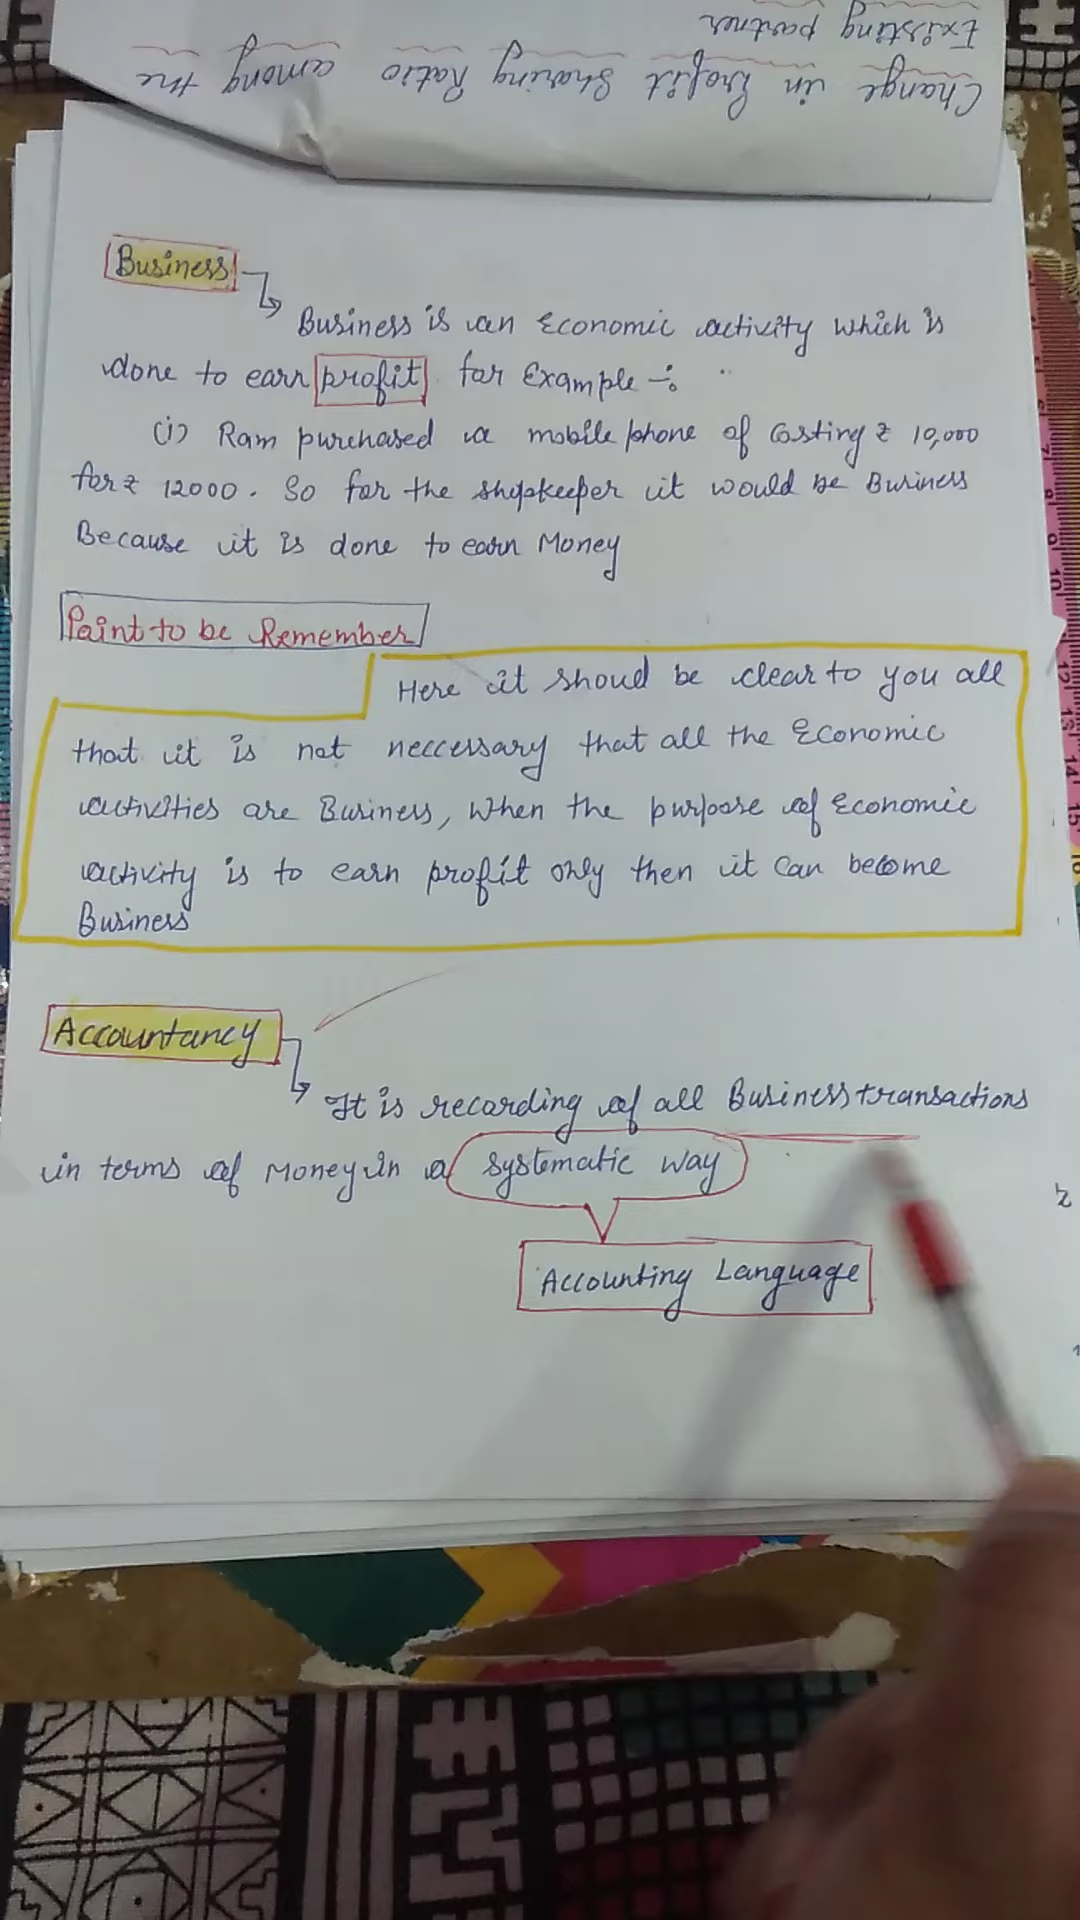 Change in Profit Sharing Ratio among the
Existing partner
Business
Business is an Economic activity which is
done to earn profit. for Example -:
(i) Ram purchased a mobile phone of Costing ₹ 10,000
for ₹ 12000. So for the shopkeeper it would be Business
Because it is done to earn Money
Point to be Remember
Here it shoud be clear to you all
that it is not neccessary that all the Economic
activities are Business, When the purpose of Economic
activity is to earn profit only then it can become
Business
Accountancy
It is recording of all Business transactions
in terms of Money in a systematic way
Accounting Language